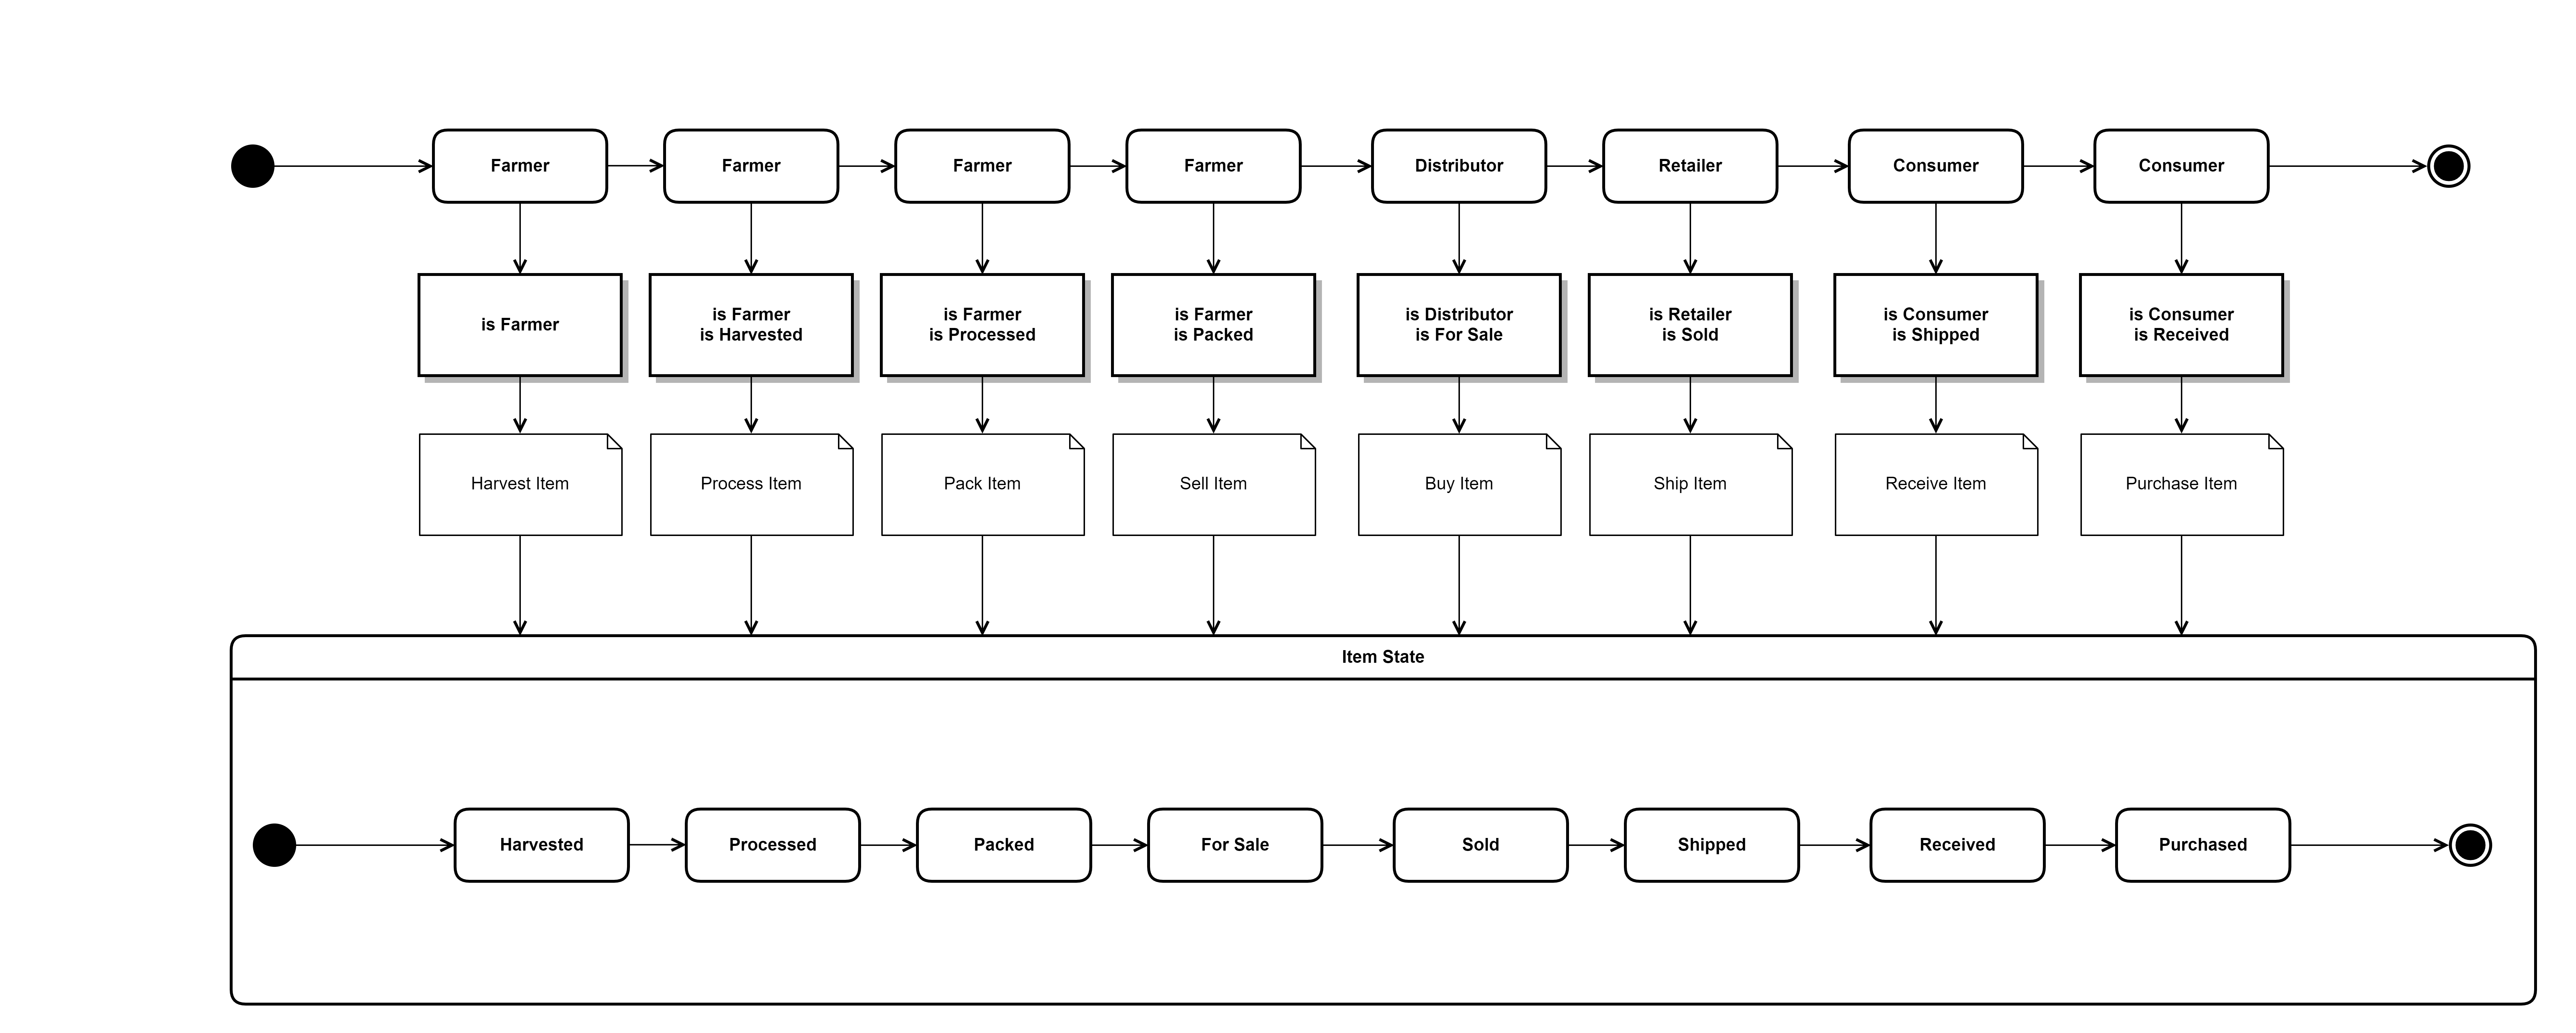 Farmer
Farmer
Farmer
Farmer
Distributor
Retailer
Consumer
Consumer
is Farmer
is Farmer
is Harvested
is Farmer
is Processed
is Farmer
is Packed
is Distributor
is For Sale
is Retailer
is Sold
is Consumer
is Shipped
is Consumer
is Received
Harvest Item
Process Item
Pack Item
Sell Item
Buy Item
Ship Item
Receive Item
Purchase Item
Item State
Harvested
Processed
Packed
For Sale
Sold
Shipped
Received
Purchased